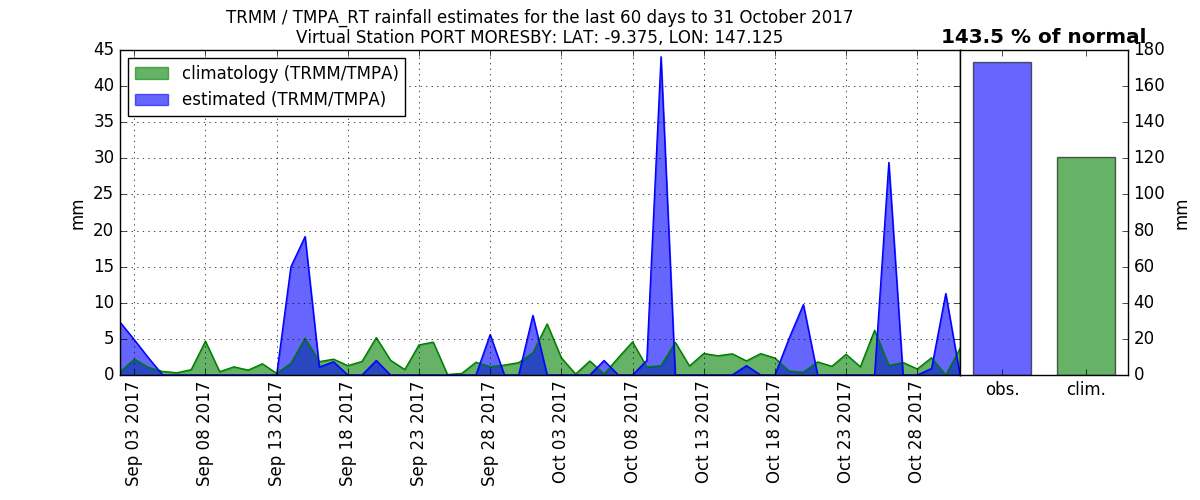 TRMM / TMPA_RT rainfall estimates for the last 60 days to 31 October 2017
Virtual Station PORT MORESBY: LAT: -9.375, LON: 147.125
143.5 % of normal
climatology (TRMM/TMPA)
estimated (TRMM/TMPA)
mm
45
40
35
30
25
20
15
10
5
0
Sep 03 2017
Sep 08 2017
Sep 13 2017
Sep 18 2017
Sep 23 2017
Sep 28 2017
Oct 03 2017
Oct 08 2017
Oct 13 2017
Oct 18 2017
Oct 23 2017
Oct 28 2017
obs.
clim.
180
160
140
120
100
80
60
40
20
0
mm